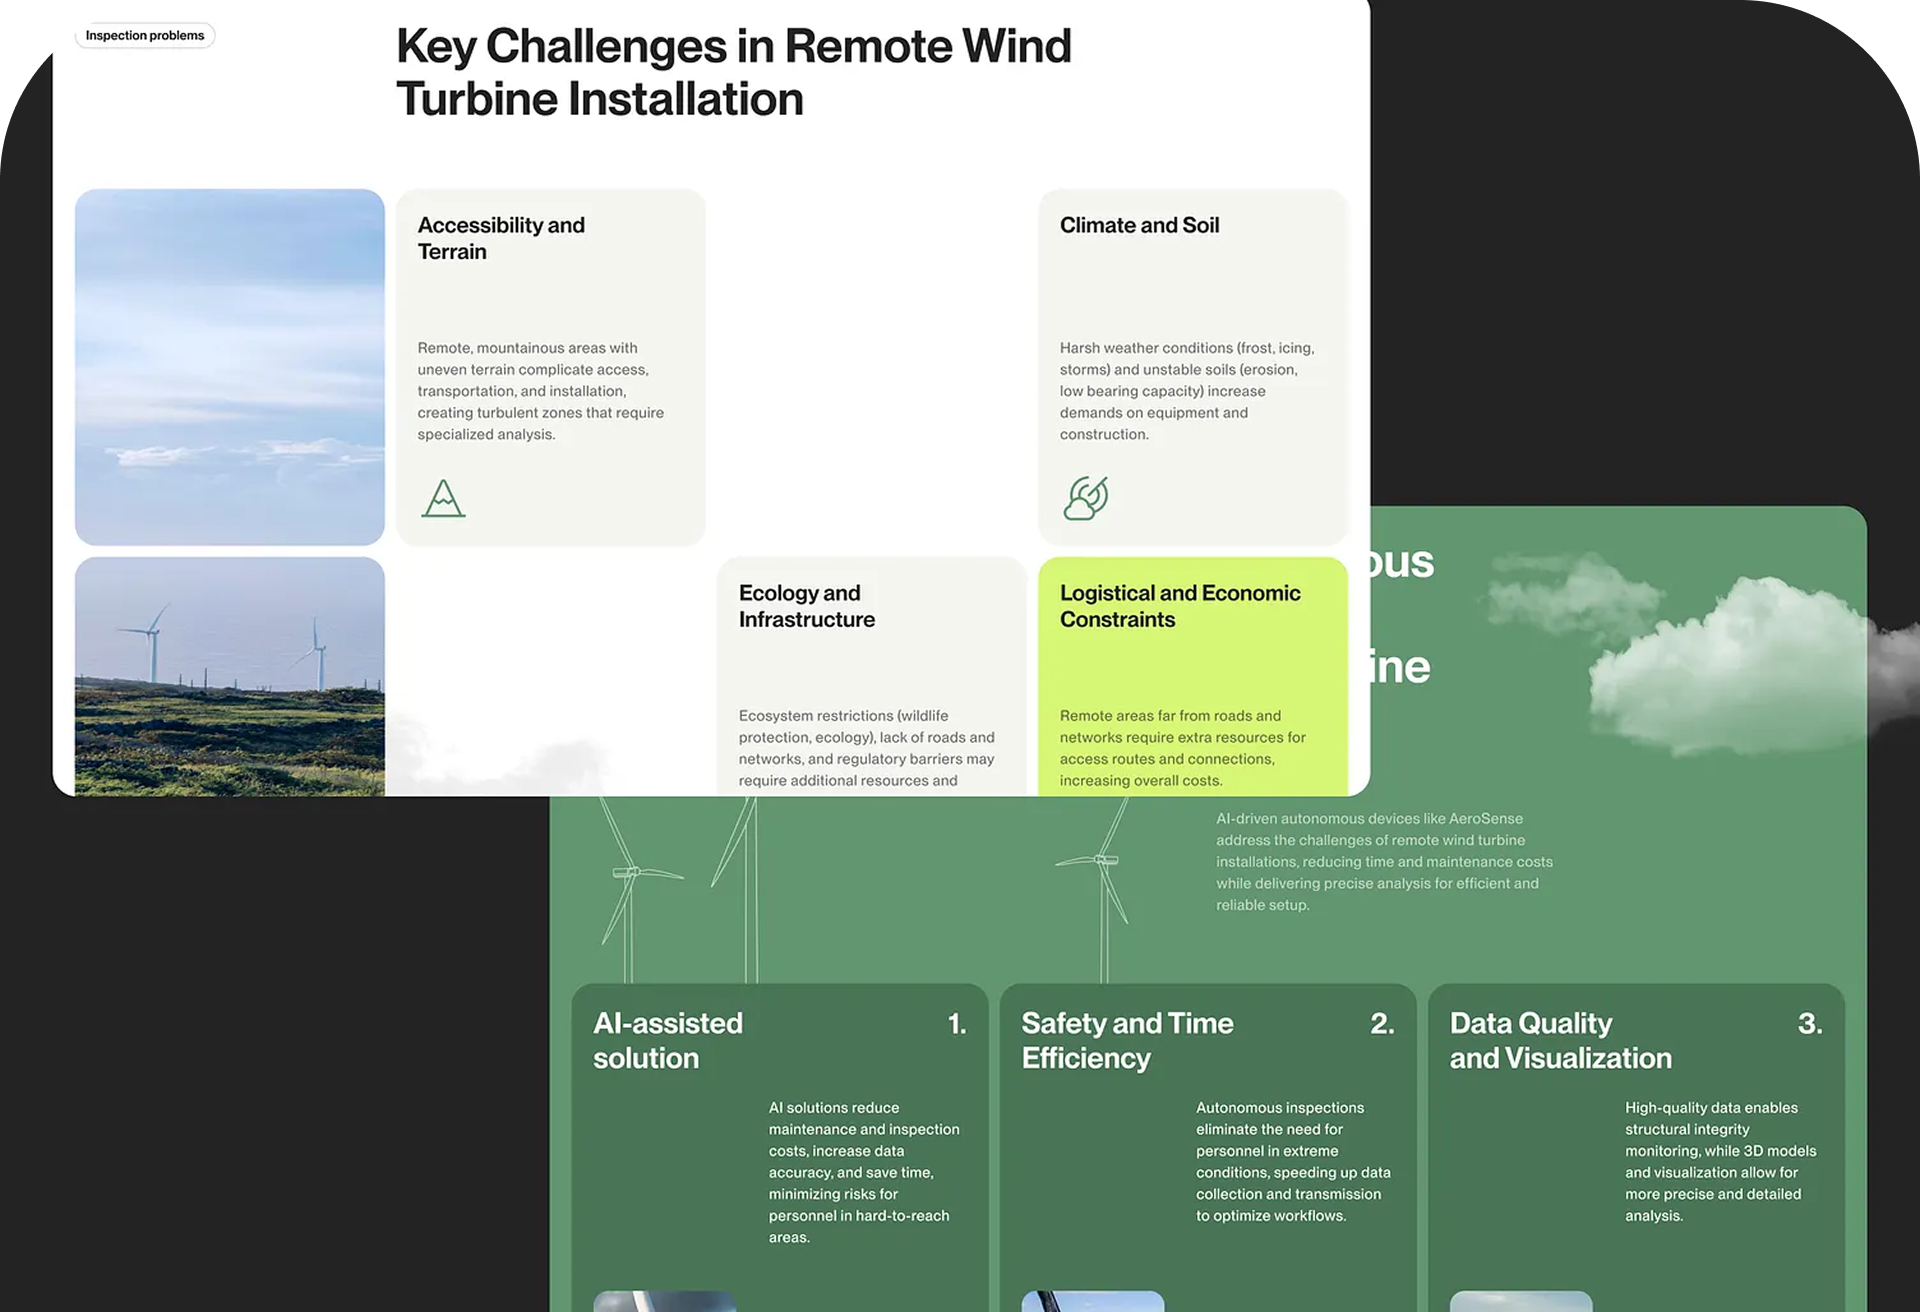 Inspection problems
Key Challenges in Remote Wind
Turbine Installation
Accessibility and
Terrain
Remote, mountainous areas with
uneven terrain complicate access,
transportation, and installation,
creating turbulent zones that require
specialized analysis.
Climate and Soil
Harsh weather conditions (frost, icing,
storms) and unstable soils (erosion,
low bearing capacity) increase
demands on equipment and
construction.
Ecology and
Infrastructure
Ecosystem restrictions (wildlife
protection, ecology), lack of roads and
networks, and regulatory barriers may
require additional resources and
Logistical and Economic
Constraints
Remote areas far from roads and
networks require extra resources for
access routes and connections,
increasing overall costs.
ous
ine
AI-driven autonomous devices like AeroSense
address the challenges of remote wind turbine
installations, reducing time and maintenance costs
while delivering precise analysis for efficient and
reliable setup.
AI-assisted
solution
1.
AI solutions reduce
maintenance and inspection
costs, increase data
accuracy, and save time,
minimizing risks for
personnel in hard-to-reach
areas.
Safety and Time
Efficiency
2.
Autonomous inspections
eliminate the need for
personnel in extreme
conditions, speeding up data
collection and transmission
to optimize workflows.
Data Quality
and Visualization
3.
High-quality data enables
structural integrity
monitoring, while 3D models
and visualization allow for
more precise and detailed
analysis.